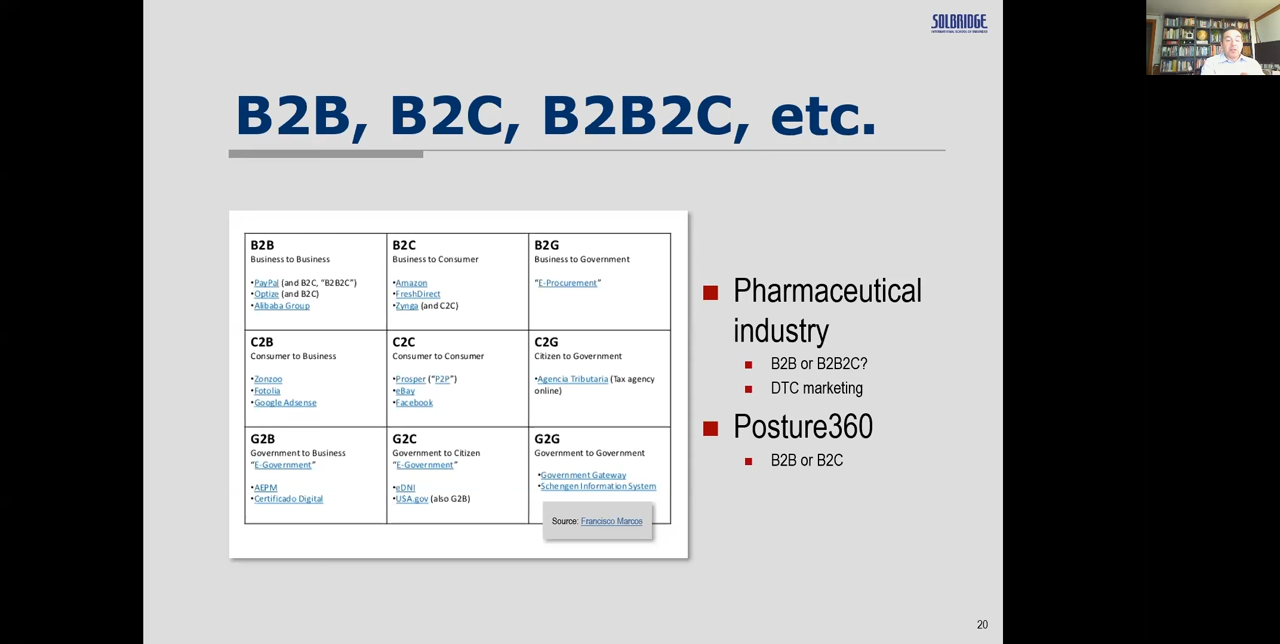 SOLBRIDGE
INTERNATIONAL SCHOOL OF BUSINESS
B2B, B2C, B2B2C, etc.
B2B
Business to Business
•PayPal (and B2C, “B2B2C”)
•Optize (and B2C)
•Alibaba Group
B2C
Business to Consumer
•Amazon
•FreshDirect
•Zynga (and C2C)
B2G
Business to Government
“E-Procurement”
C2B
Consumer to Business
•Zonzoo
•Fotolia
•Google Adsense
C2C
Consumer to Consumer
•Prosper (“P2P”)
•eBay
•Facebook
C2G
Citizen to Government
•Agencia Tributaria (Tax agency
online)
G2B
Government to Business
“E-Government”
•AEPM
•Certificado Digital
G2C
Government to Citizen
“E-Government”
•eDNI
•USA.gov (also G2B)
G2G
Government to Government
•Government Gateway
•Schengen Information System
Source: Francisco Marcos
Pharmaceutical
industry
B2B or B2B2C?
DTC marketing
Posture360
B2B or B2C
20